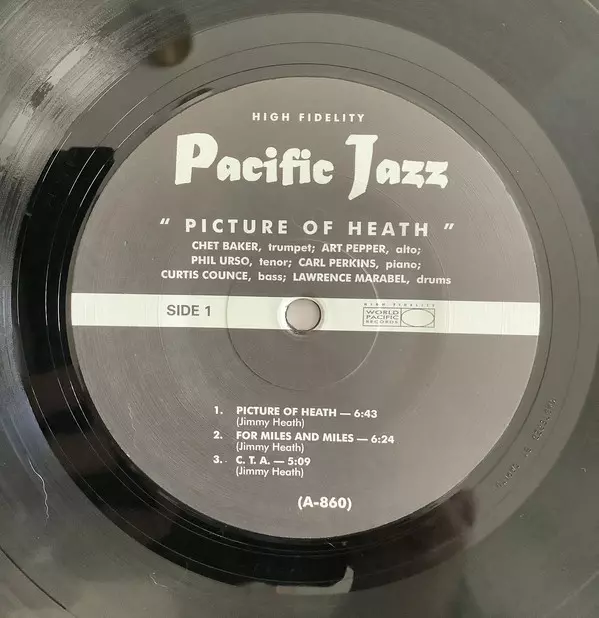 HIGH FIDELITY
Pacific Jazz
" PICTURE OF HEATH "
CHET BAKER, trumpet; ART PEPPER, alto;
PHIL URSO, tenor; CARL PERKINS, piano;
CURTIS COUNCE, bass; LAWRENCE MARABEL, drums
SIDE 1
HIGH FIDELITY
WORLD
PACIFIC
RECORDS
1. PICTURE OF HEATH — 6:43
(Jimmy Heath)
2. FOR MILES AND MILES — 6:24
(Jimmy Heath)
3. C. T. A. — 5:09
(Jimmy Heath)
(A-860)